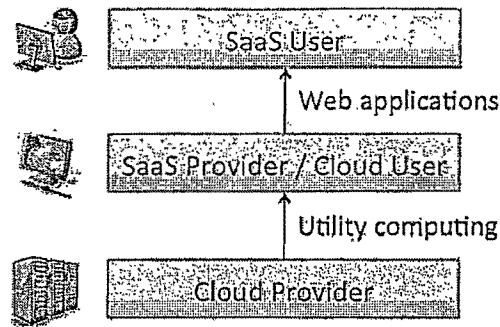 SaaS User
Web applications
SaaS Provider / Cloud User
Utility computing
Cloud Provider